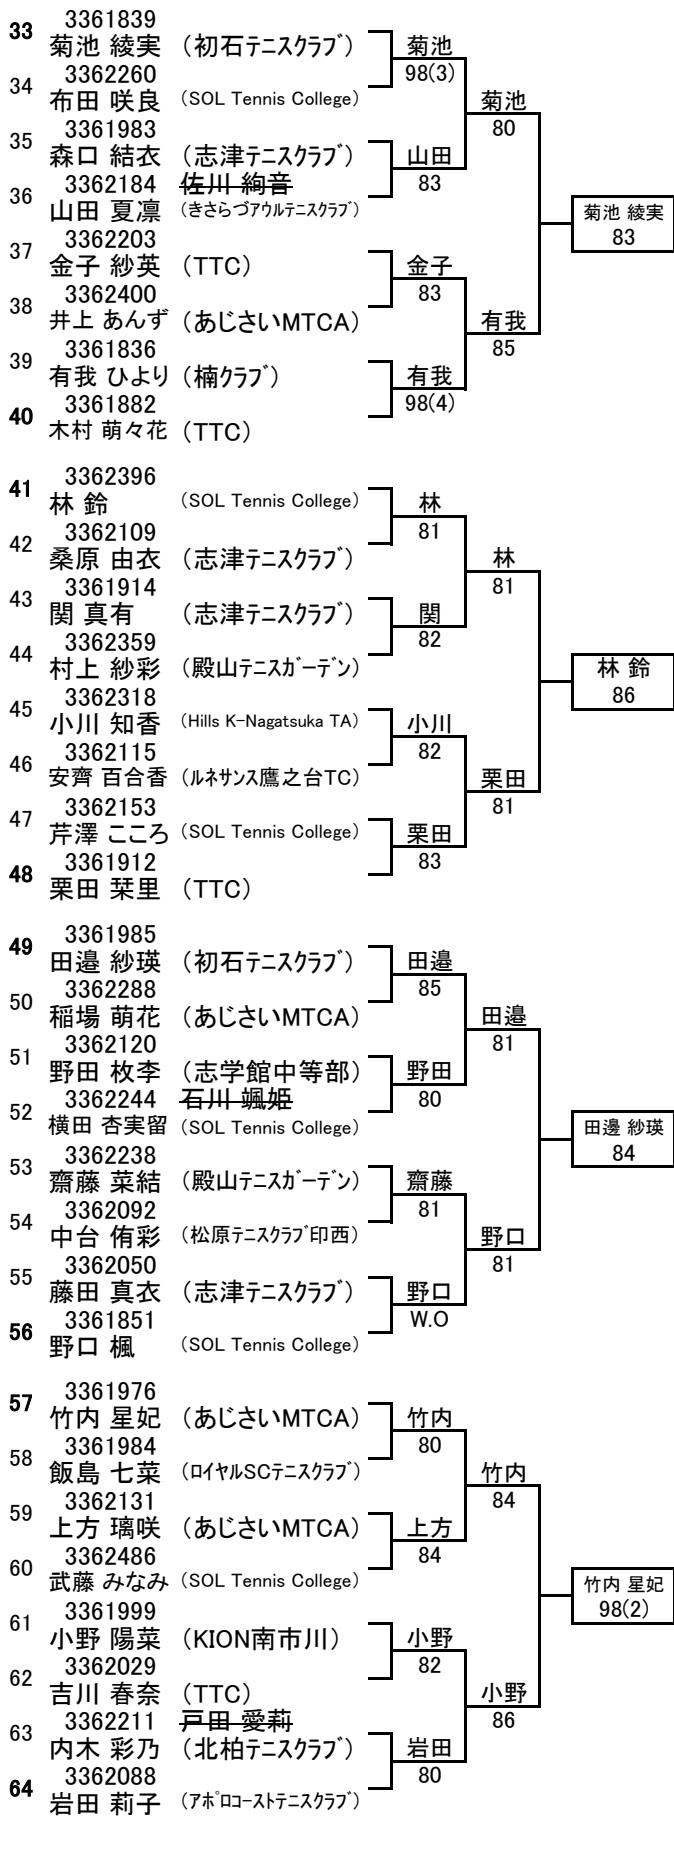 3361839
33 菊池 綾実 （初石テニスクラブ） 菊池
3362260 98(3)
34 布田 咲良 （SOL Tennis College） 菊池
3361983 80
35 森口 結衣 （志津テニスクラブ） 山田
3362184 佐川 絢音 83
36 山田 夏凛 （きさらづアウルテニスクラブ） 菊池 綾実
3362203 83
37 金子 紗英 （TTC） 金子
3362400 83
38 井上 あんず （あじさいMTCA） 有我
3361836 85
39 有我 ひより （楠クラブ） 有我
3361882 98(4)
40 木村 萌々花 （TTC）
3362396
41 林 鈴 （SOL Tennis College） 林
3362109 81
42 桑原 由衣 （志津テニスクラブ） 林
3361914 81
43 関 真有 （志津テニスクラブ） 関
3362359 82
44 村上 紗彩 （殿山テニスガーデン） 林 鈴
3362318 86
45 小川 知香 （Hills K-Nagatsuka TA） 小川
3362115 82
46 安齊 百合香 （ルネサンス鷹之台TC） 栗田
3362153 81
47 芹澤 こころ （SOL Tennis College） 栗田
3361912 83
48 栗田 栞里 （TTC）
3361985
49 田邉 紗瑛 （初石テニスクラブ） 田邉
3362288 85
50 稲場 萌花 （あじさいMTCA） 田邉
3362120 81
51 野田 枚李 （志学館中等部） 野田
3362244 石川 颯姫 80
52 横田 杏実留 （SOL Tennis College） 田邉 紗瑛
3362238 84
53 齋藤 菜結 （殿山テニスガーデン） 齋藤
3362092 81
54 中台 侑彩 （松原テニスクラブ印西） 野口
3362050 81
55 藤田 真衣 （志津テニスクラブ） 野口
3361851 W.O
56 野口 楓 （SOL Tennis College）
3361976
57 竹内 星妃 （あじさいMTCA） 竹内
3361984 80
58 飯島 七菜 （ロイヤルSCテニスクラブ） 竹内
3362131 84
59 上方 璃咲 （あじさいMTCA） 上方
3362486 84
60 武藤 みなみ （SOL Tennis College） 竹内 星妃
3361999 98(2)
61 小野 陽菜 （KION南市川） 小野
3362029 82
62 吉川 春奈 （TTC） 小野
3362211 戸田 愛莉 86
63 内木 彩乃 （北柏テニスクラブ） 岩田
3362088 80
64 岩田 莉子 （アポロコーストテニスクラブ）